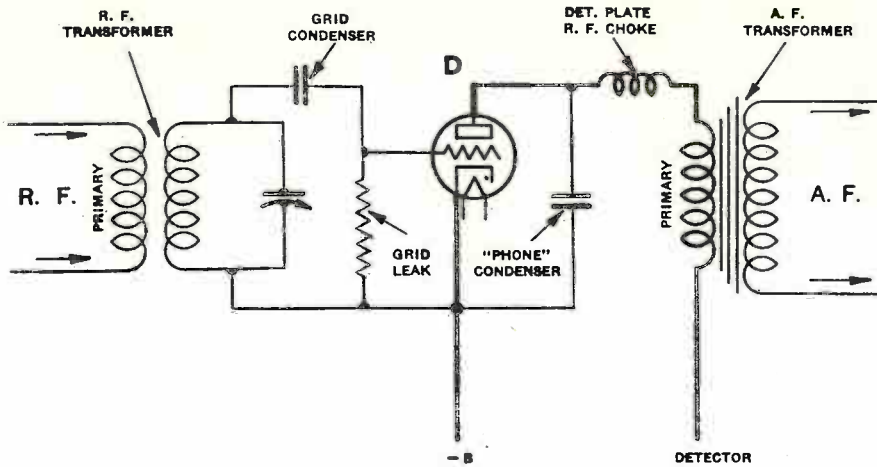 R. F.
TRANSFORMER
GRID
CONDENSER
D
DET. PLATE
R. F. CHOKE
A. F.
TRANSFORMER
R. F.
PRIMARY
GRID
LEAK
"PHONE"
CONDENSER
PRIMARY
A. F.
- B
DETECTOR